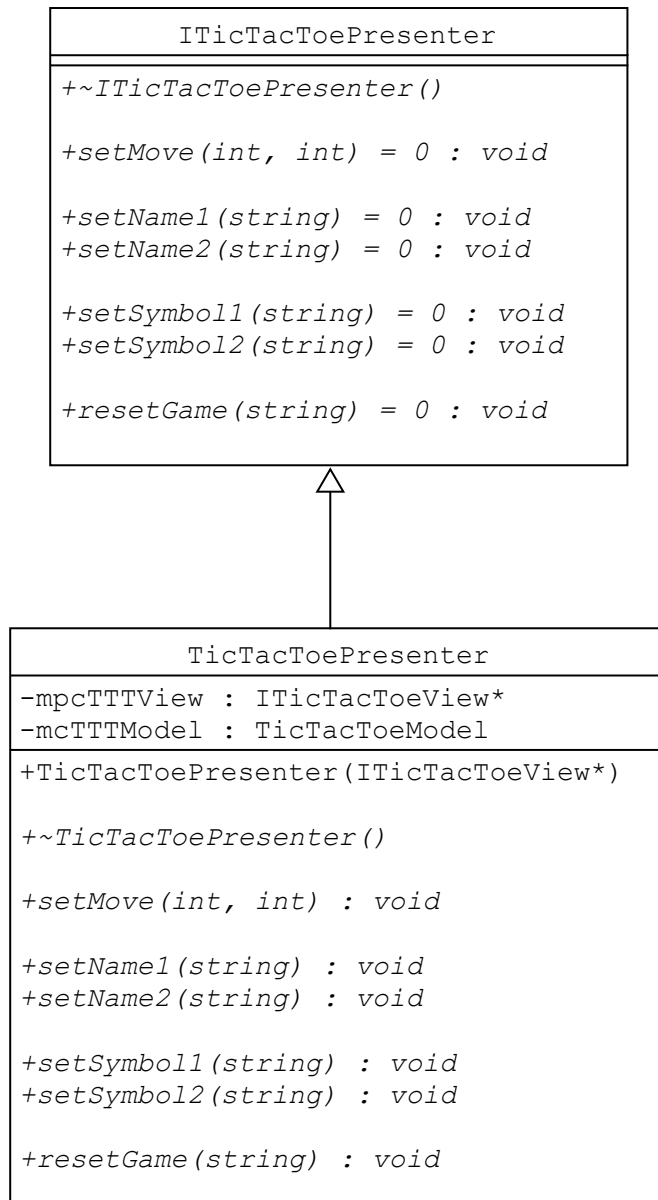 ITicTacToePresenter
+~ITicTacToePresenter()
+setMove(int, int) = 0 : void
+setName1(string) = 0 : void
+setName2(string) = 0 : void
+setSymbol1(string) = 0 : void
+setSymbol2(string) = 0 : void
+resetGame(string) = 0 : void
TicTacToePresenter
-mpcTTTView : ITicTacToeView*
-mcTTTModel : TicTacToeModel
+TicTacToePresenter(ITicTacToeView*)
+~TicTacToePresenter()
+setMove(int, int) : void
+setName1(string) : void
+setName2(string) : void
+setSymbol1(string) : void
+setSymbol2(string) : void
+resetGame(string) : void